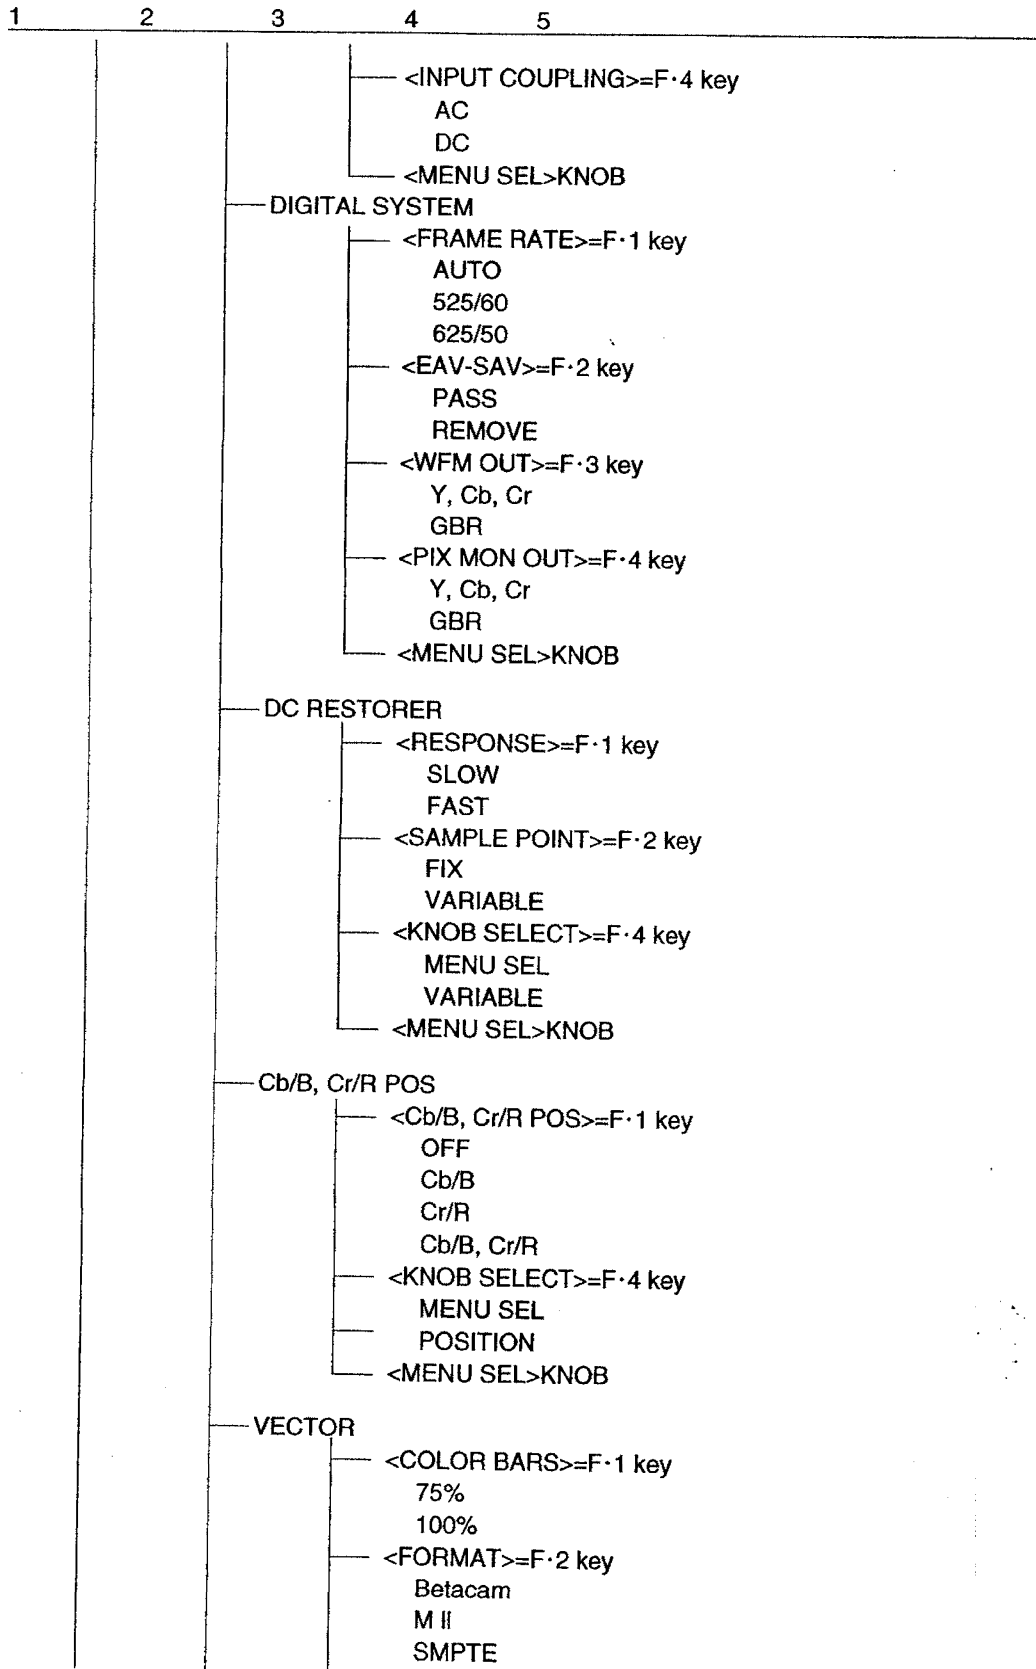 1 2 3 4 5
<INPUT COUPLING>=F·4 key
AC
DC
<MENU SEL>KNOB
DIGITAL SYSTEM
<FRAME RATE>=F·1 key
AUTO
525/60
625/50
<EAV-SAV>=F·2 key
PASS
REMOVE
<WFM OUT>=F·3 key
Y, Cb, Cr
GBR
<PIX MON OUT>=F·4 key
Y, Cb, Cr
GBR
<MENU SEL>KNOB
DC RESTORER
<RESPONSE>=F·1 key
SLOW
FAST
<SAMPLE POINT>=F·2 key
FIX
VARIABLE
<KNOB SELECT>=F·4 key
MENU SEL
VARIABLE
<MENU SEL>KNOB
Cb/B, Cr/R POS
<Cb/B, Cr/R POS>=F·1 key
OFF
Cb/B
Cr/R
Cb/B, Cr/R
<KNOB SELECT>=F·4 key
MENU SEL
POSITION
<MENU SEL>KNOB
VECTOR
<COLOR BARS>=F·1 key
75%
100%
<FORMAT>=F·2 key
Betacam
M II
SMPTE